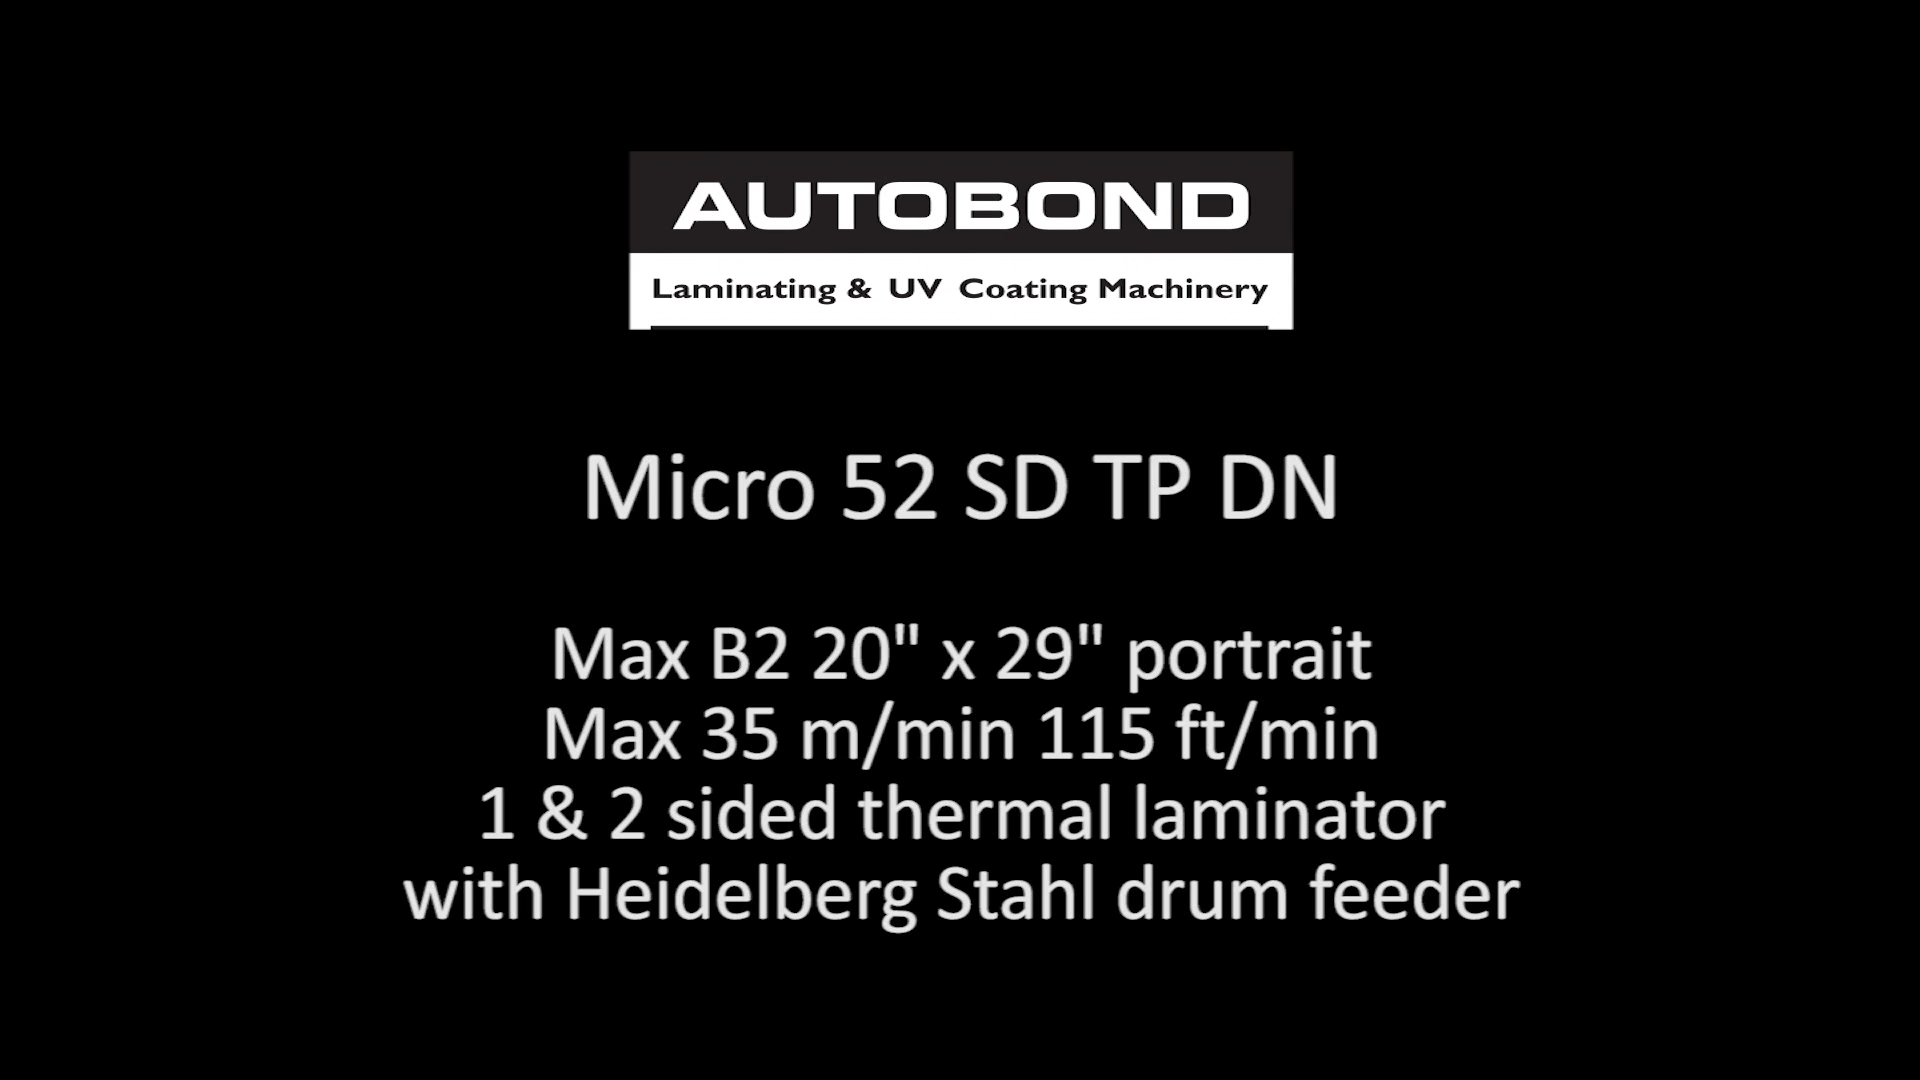 AUTOBOND
Laminating & UV Coating Machinery
Micro 52 SD TP DN
Max B2 20" x 29" portrait
Max 35 m/min 115 ft/min
1 & 2 sided thermal laminator
with Heidelberg Stahl drum feeder